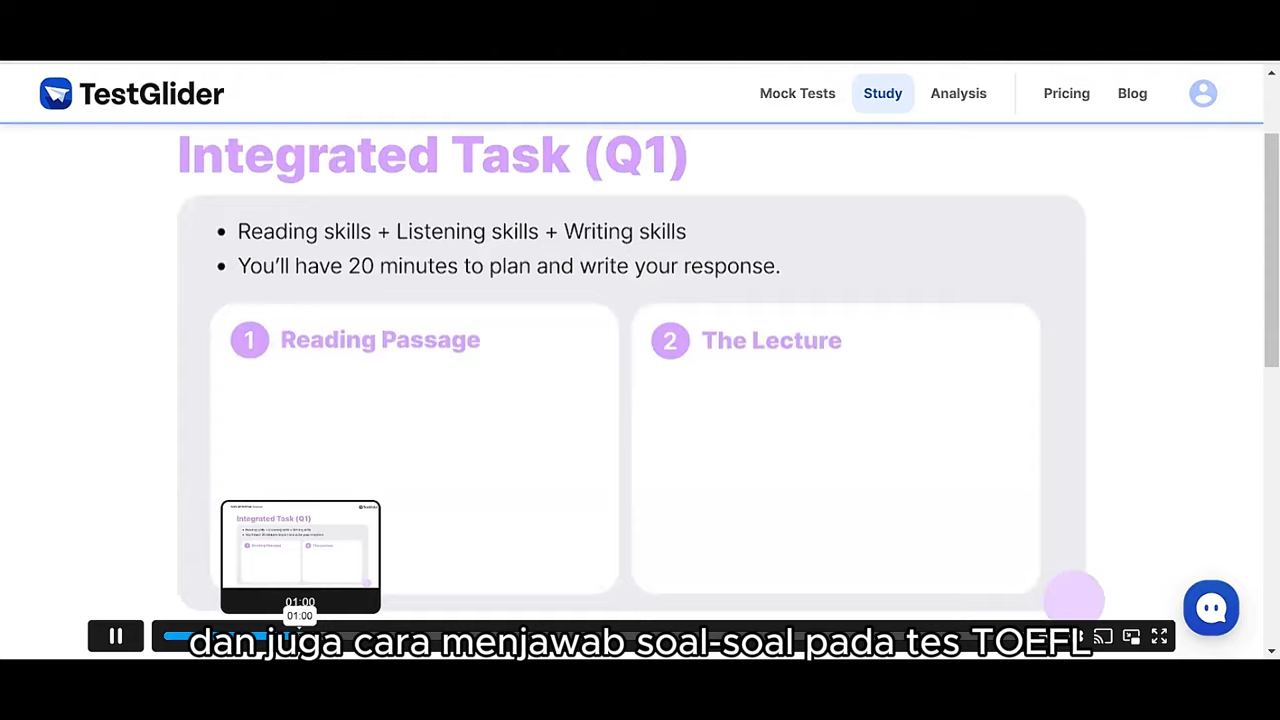 TestGlider
Mock Tests
Study
Analysis
Pricing
Blog
Integrated Task (Q1)
• Reading skills + Listening skills + Writing skills
• You'll have 20 minutes to plan and write your response.
1 Reading Passage
2 The Lecture
Integrated Task (Q1)
01:00
01:00
dan juga cara menjawab soal-soal pada tes TOEFL